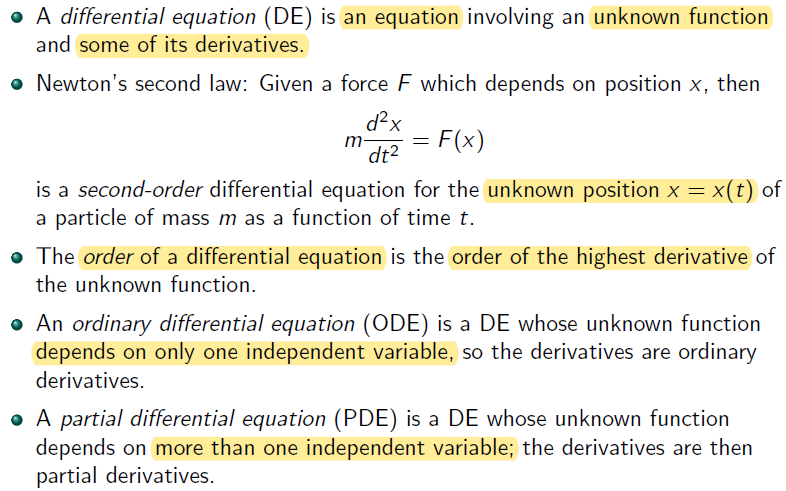 • A differential equation (DE) is an equation involving an unknown function
and some of its derivatives.
• Newton's second law: Given a force F which depends on position x, then
m d²x/dt² = F(x)
is a second-order differential equation for the unknown position x = x(t) of
a particle of mass m as a function of time t.
• The order of a differential equation is the order of the highest derivative of
the unknown function.
• An ordinary differential equation (ODE) is a DE whose unknown function
depends on only one independent variable, so the derivatives are ordinary
derivatives.
• A partial differential equation (PDE) is a DE whose unknown function
depends on more than one independent variable; the derivatives are then
partial derivatives.